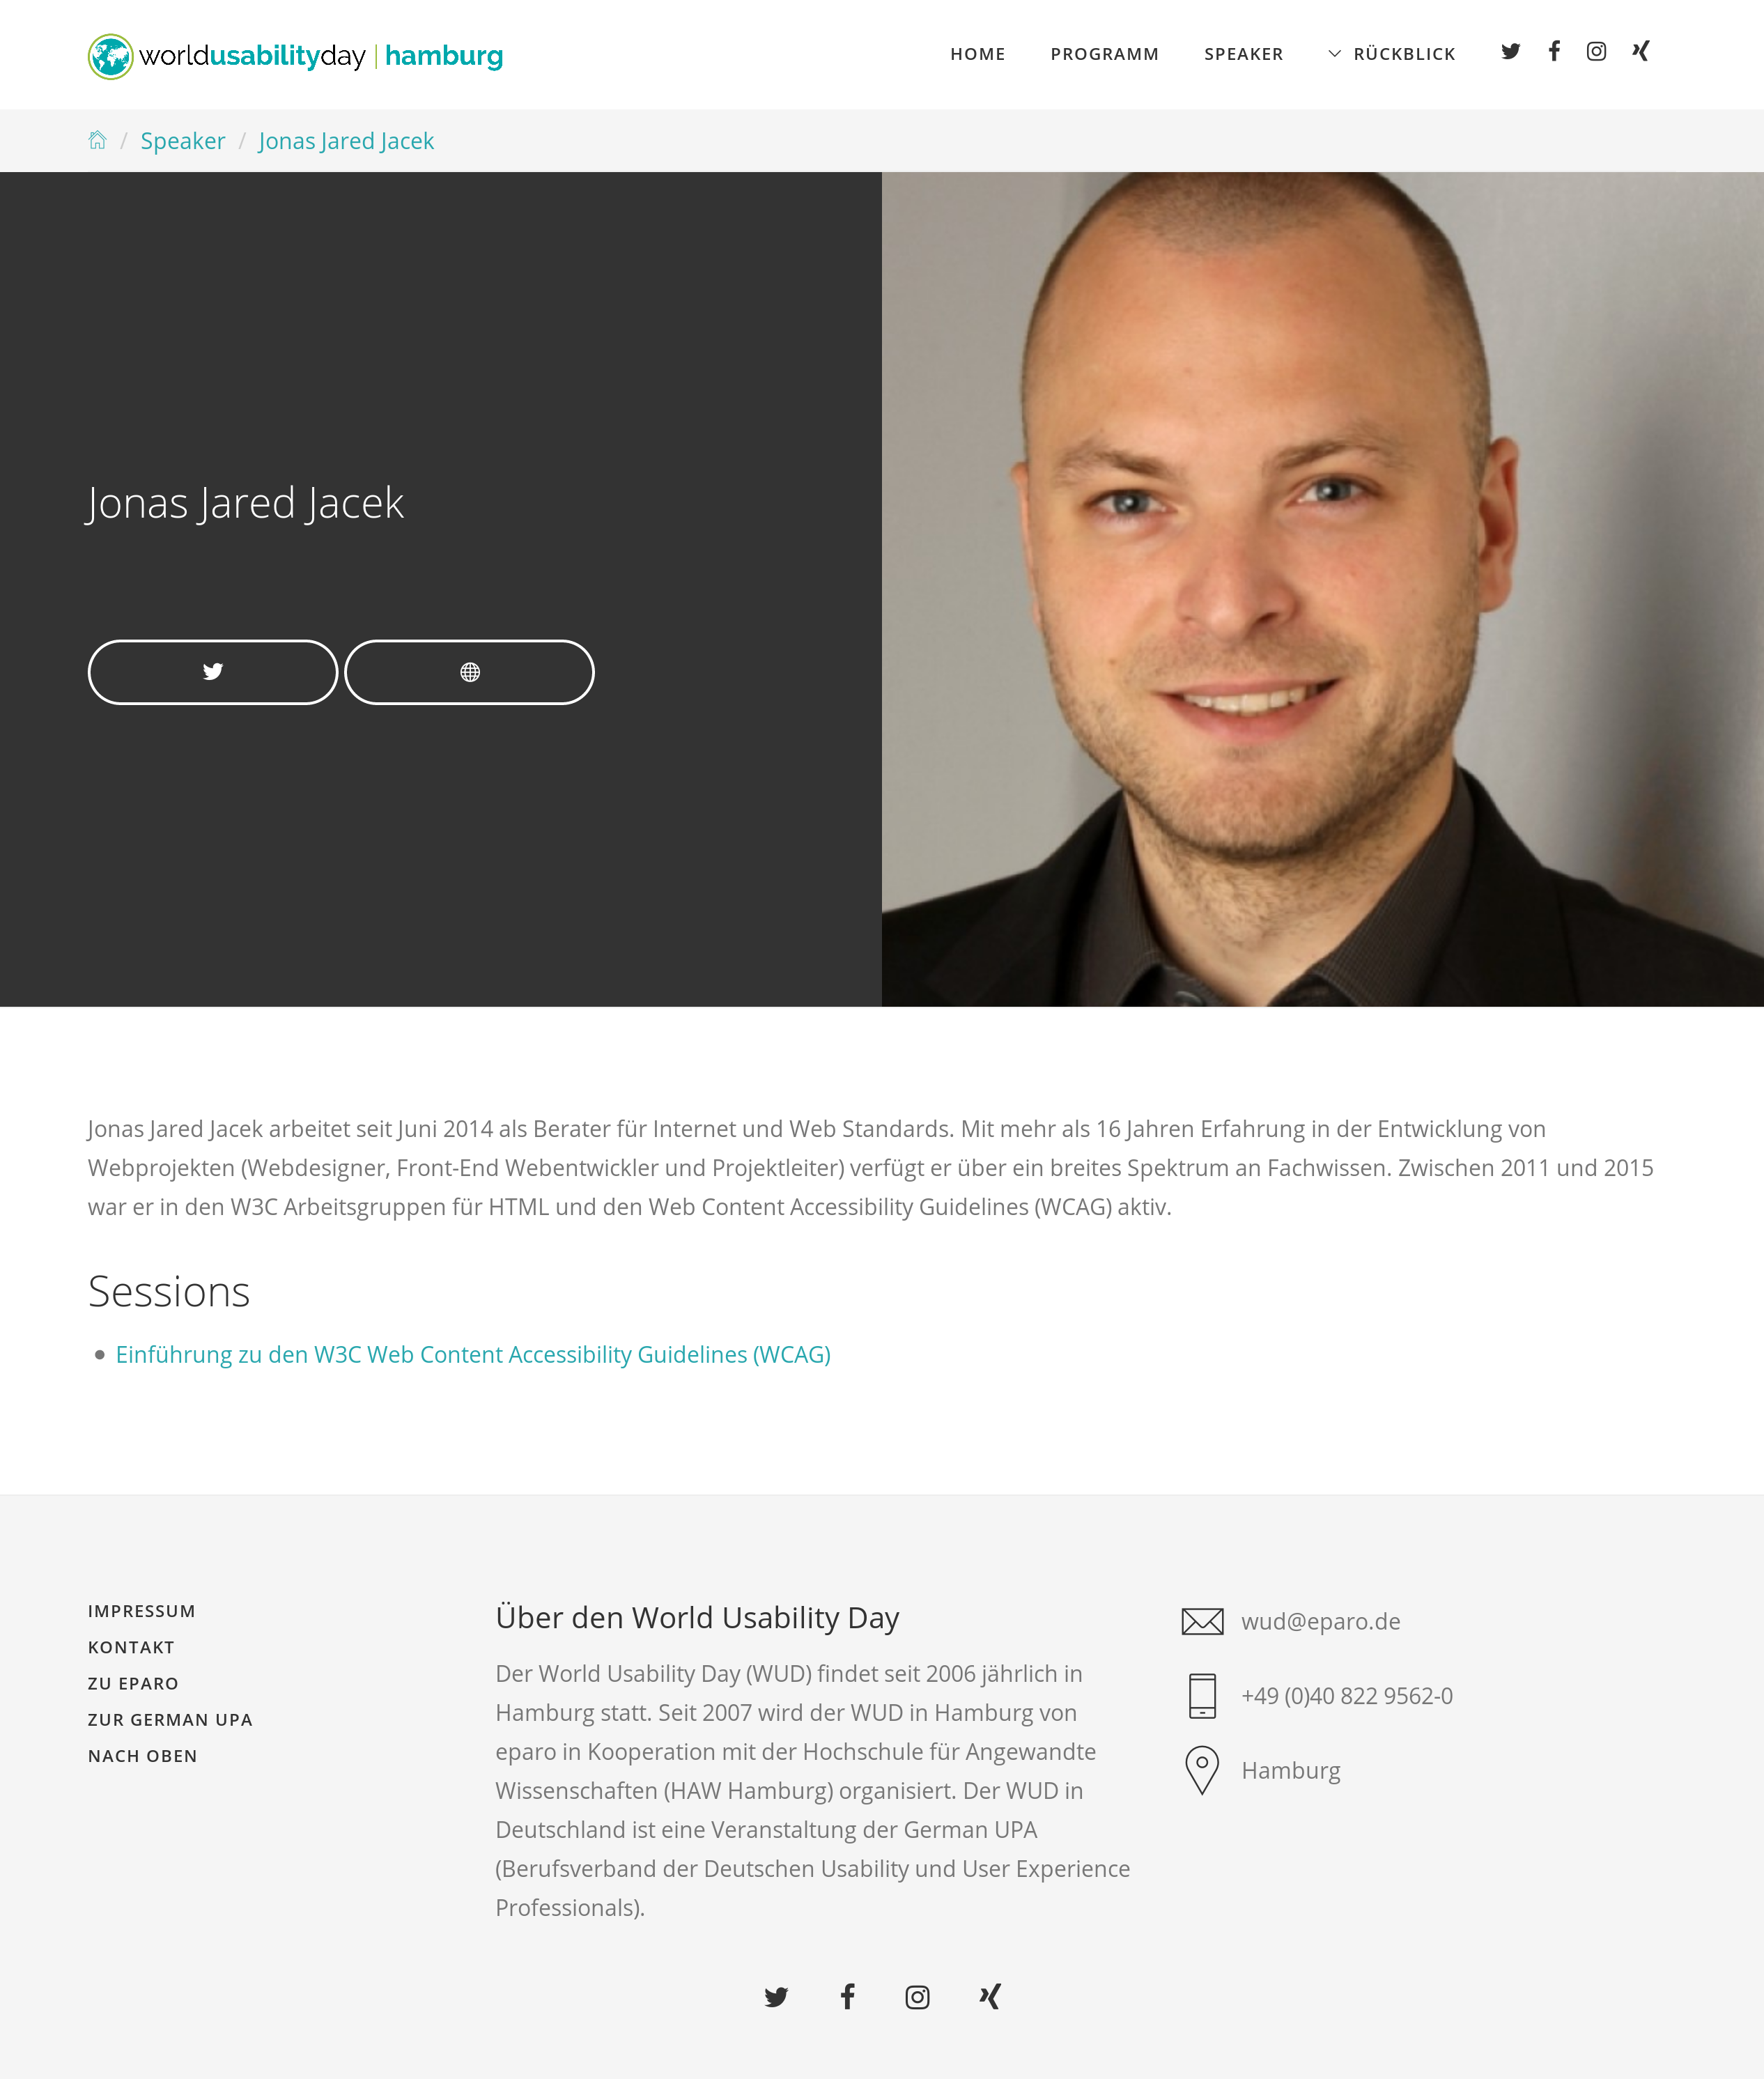 worldusabilityday | hamburg
HOME PROGRAMM SPEAKER RÜCKBLICK
/ Speaker / Jonas Jared Jacek
Jonas Jared Jacek
Jonas Jared Jacek arbeitet seit Juni 2014 als Berater für Internet und Web Standards. Mit mehr als 16 Jahren Erfahrung in der Entwicklung von
Webprojekten (Webdesigner, Front-End Webentwickler und Projektleiter) verfügt er über ein breites Spektrum an Fachwissen. Zwischen 2011 und 2015
war er in den W3C Arbeitsgruppen für HTML und den Web Content Accessibility Guidelines (WCAG) aktiv.
Sessions
Einführung zu den W3C Web Content Accessibility Guidelines (WCAG)
IMPRESSUM
KONTAKT
ZU EPARO
ZUR GERMAN UPA
NACH OBEN
Über den World Usability Day
Der World Usability Day (WUD) findet seit 2006 jährlich in
Hamburg statt. Seit 2007 wird der WUD in Hamburg von
eparo in Kooperation mit der Hochschule für Angewandte
Wissenschaften (HAW Hamburg) organisiert. Der WUD in
Deutschland ist eine Veranstaltung der German UPA
(Berufsverband der Deutschen Usability und User Experience
Professionals).
wud@eparo.de
+49 (0)40 822 9562-0
Hamburg